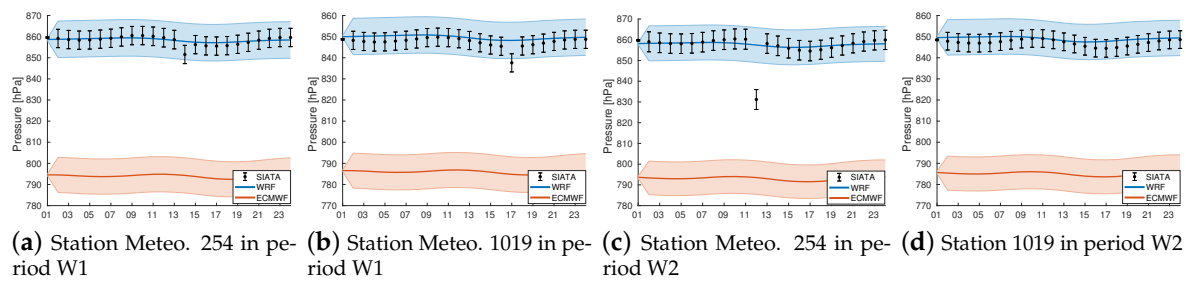 870
860
850
840
830
820
810
800
790
780
Pressure [hPa]
01 03 05 07 09 11 13 15 17 19 21 23
SIATA
WRF
ECMWF
860
850
840
830
820
810
800
790
780
770
Pressure [hPa]
01 03 05 07 09 11 13 15 17 19 21 23
SIATA
WRF
ECMWF
870
860
850
840
830
820
810
800
790
780
Pressure [hPa]
01 03 05 07 09 11 13 15 17 19 21 23
SIATA
WRF
ECMWF
860
850
840
830
820
810
800
790
780
770
Pressure [hPa]
01 03 05 07 09 11 13 15 17 19 21 23
SIATA
WRF
ECMWF
(a) Station Meteo. 254 in pe-
riod W1
(b) Station Meteo. 1019 in pe-
riod W1
(c) Station Meteo. 254 in pe-
riod W2
(d) Station 1019 in period W2